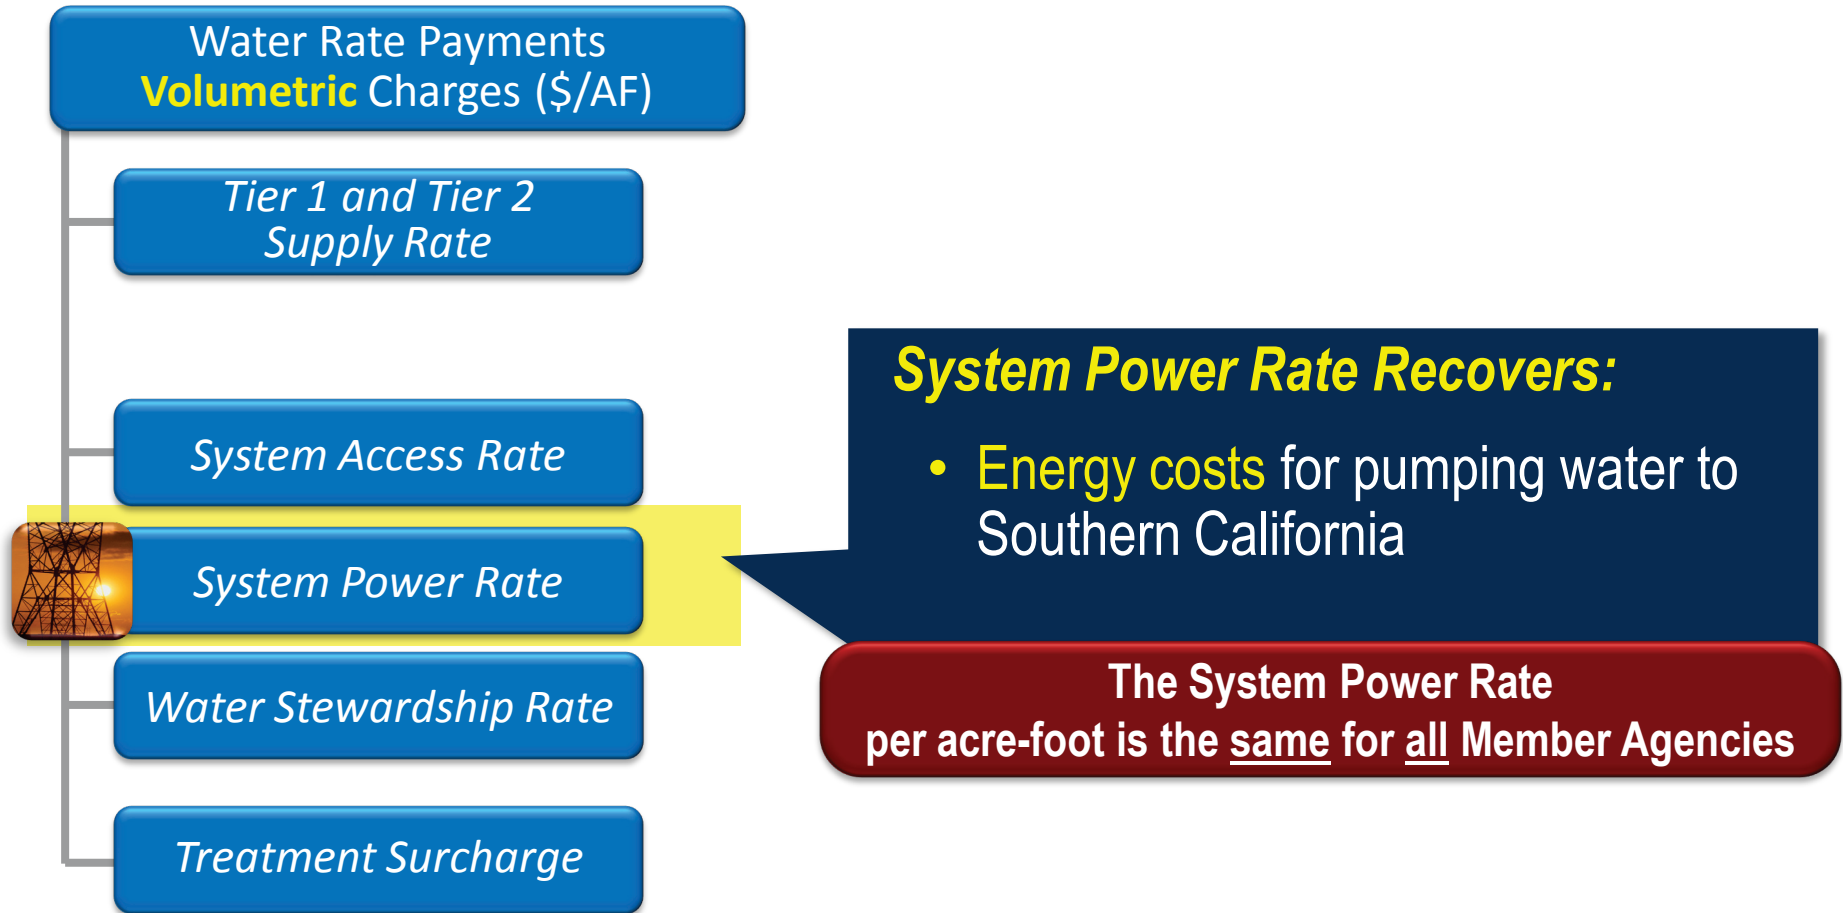 Water Rate Payments
Volumetric Charges ($/AF)
Tier 1 and Tier 2
Supply Rate
System Access Rate
System Power Rate
Water Stewardship Rate
Treatment Surcharge
System Power Rate Recovers:
• Energy costs for pumping water to
Southern California
The System Power Rate
per acre-foot is the same for all Member Agencies